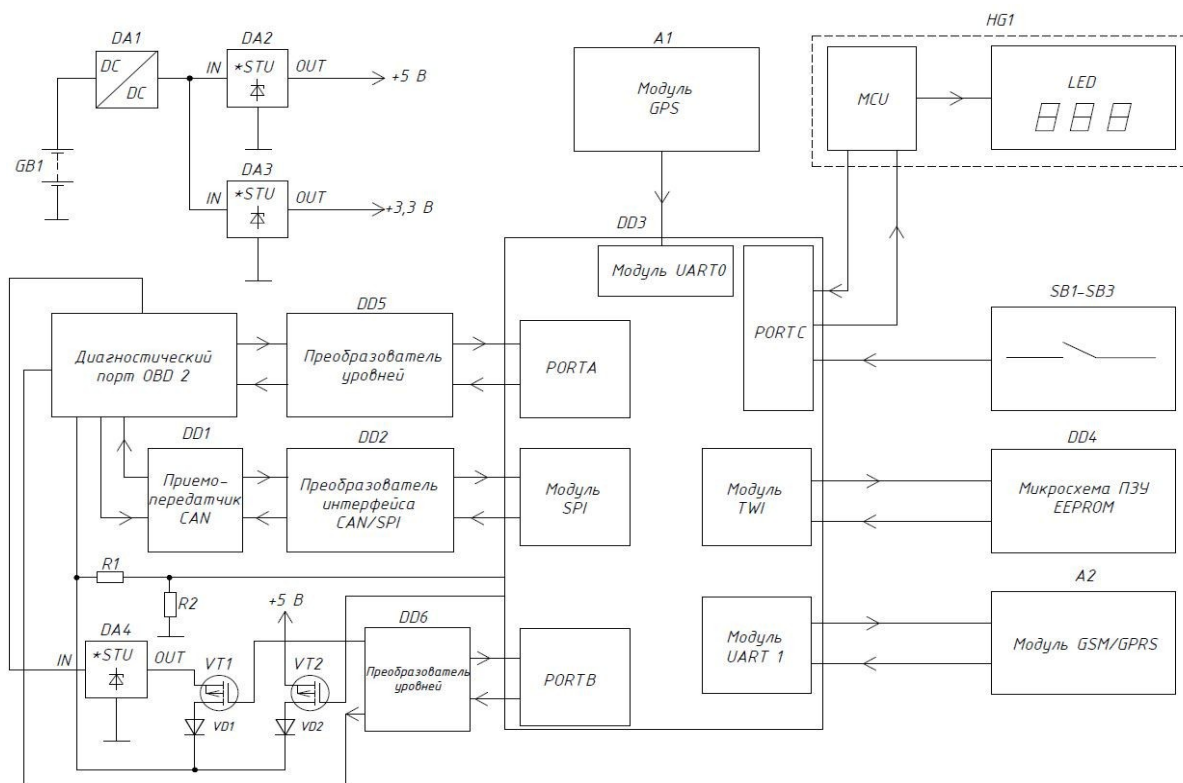 HG1
DA1
DA2
A1
DC
DC
IN
*STU
OUT
+5 В
Модуль
GPS
MCU
LED
GB1
DA3
IN
*STU
OUT
+3,3 В
DD3
Модуль UART0
PORTC
SB1-SB3
DD5
Диагностический
порт OBD 2
Преобразователь
уровней
PORTA
DD1
DD2
DD4
Приемо-
передатчик
CAN
Преобразователь
интерфейса
CAN/SPI
Модуль
SPI
Модуль
TWI
Микросхема ПЗУ
EEPROM
R1
R2
+5 В
A2
DA4
DD6
IN
*STU
OUT
VT1
VT2
Преобразователь
уровней
PORTB
Модуль
UART 1
Модуль GSM/GPRS
VD1
VD2